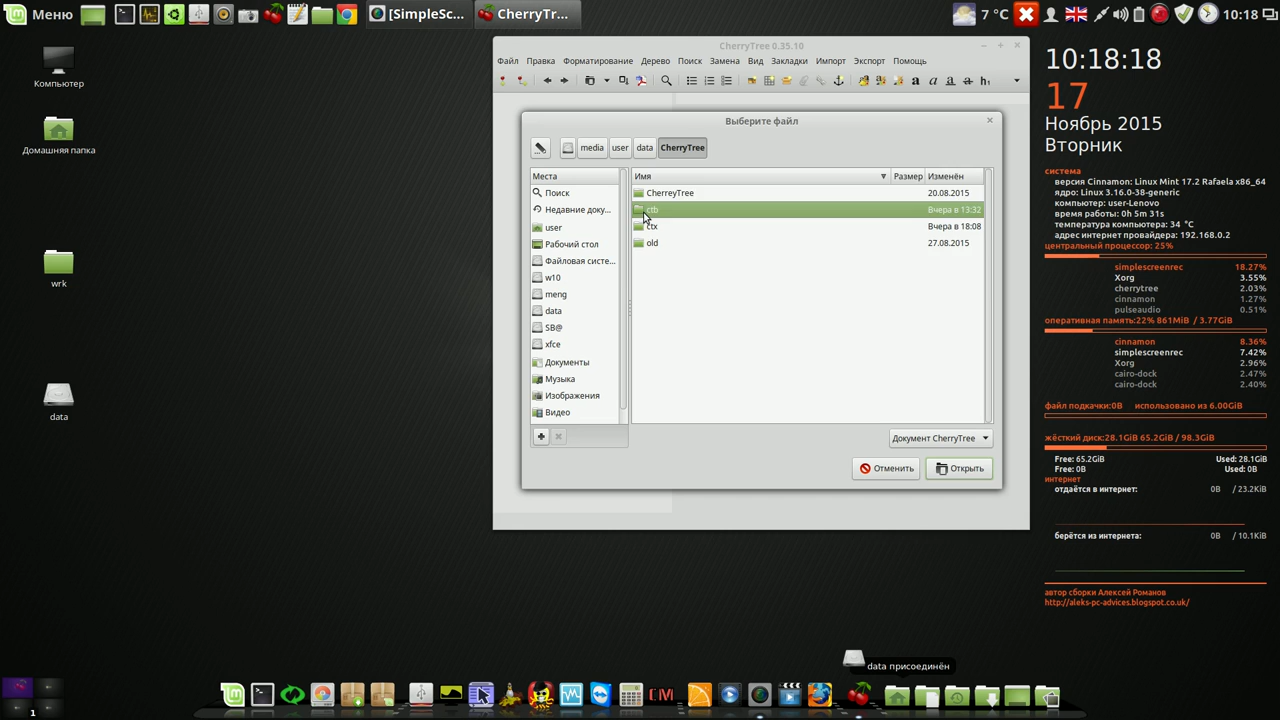 Меню
[SimpleSc...
CherryTr...
7 °C
10:18
Компьютер
Домашняя папка
wrk
data
CherryTree 0.35.10
Файл Правка Форматирование Дерево Поиск Замена Вид Закладки Импорт Экспорт Помощь
a a a a h1
Выберите файл
media user data CherryTree
Места
Поиск
Недавние доку...
user
Рабочий стол
Файловая систе...
w10
meng
data
SB@
xfce
Документы
Музыка
Изображения
Видео
Имя Размер Изменён
CherreyTree 20.08.2015
ctb Вчера в 13:32
ctx Вчера в 18:08
old 27.08.2015
Документ CherryTree
Отменить Открыть
10:18:18
17
Ноябрь 2015
Вторник
система
версия Cinnamon: Linux Mint 17.2 Rafaela x86_64
ядро: Linux 3.16.0-38-generic
компьютер: user-Lenovo
время работы: 0h 5m 31s
температура компьютера: 34 °C
адрес интернет провайдера: 192.168.0.2
центральный процессор: 25%
simplescreenrec 18.27%
Xorg 3.55%
cherrytree 2.03%
cinnamon 1.27%
pulseaudio 0.51%
оперативная память:22% 861MiB / 3.77GiB
cinnamon 8.36%
simplescreenrec 7.42%
Xorg 2.96%
cairo-dock 2.47%
cairo-dock 2.40%
файл подкачки:0B использовано из 6.00GiB
жёсткий диск:28.1GiB 65.2GiB / 98.3GiB
Free: 65.2GiB Used: 28.1GiB
Free: 0B Used: 0B
интернет
отдаётся в интернет: 0B / 23.2KiB
берётся из интернета: 0B / 10.1KiB
автор сборки Алексей Романов
http://aleks-pc-advices.blogspot.co.uk/
data присоединён
1